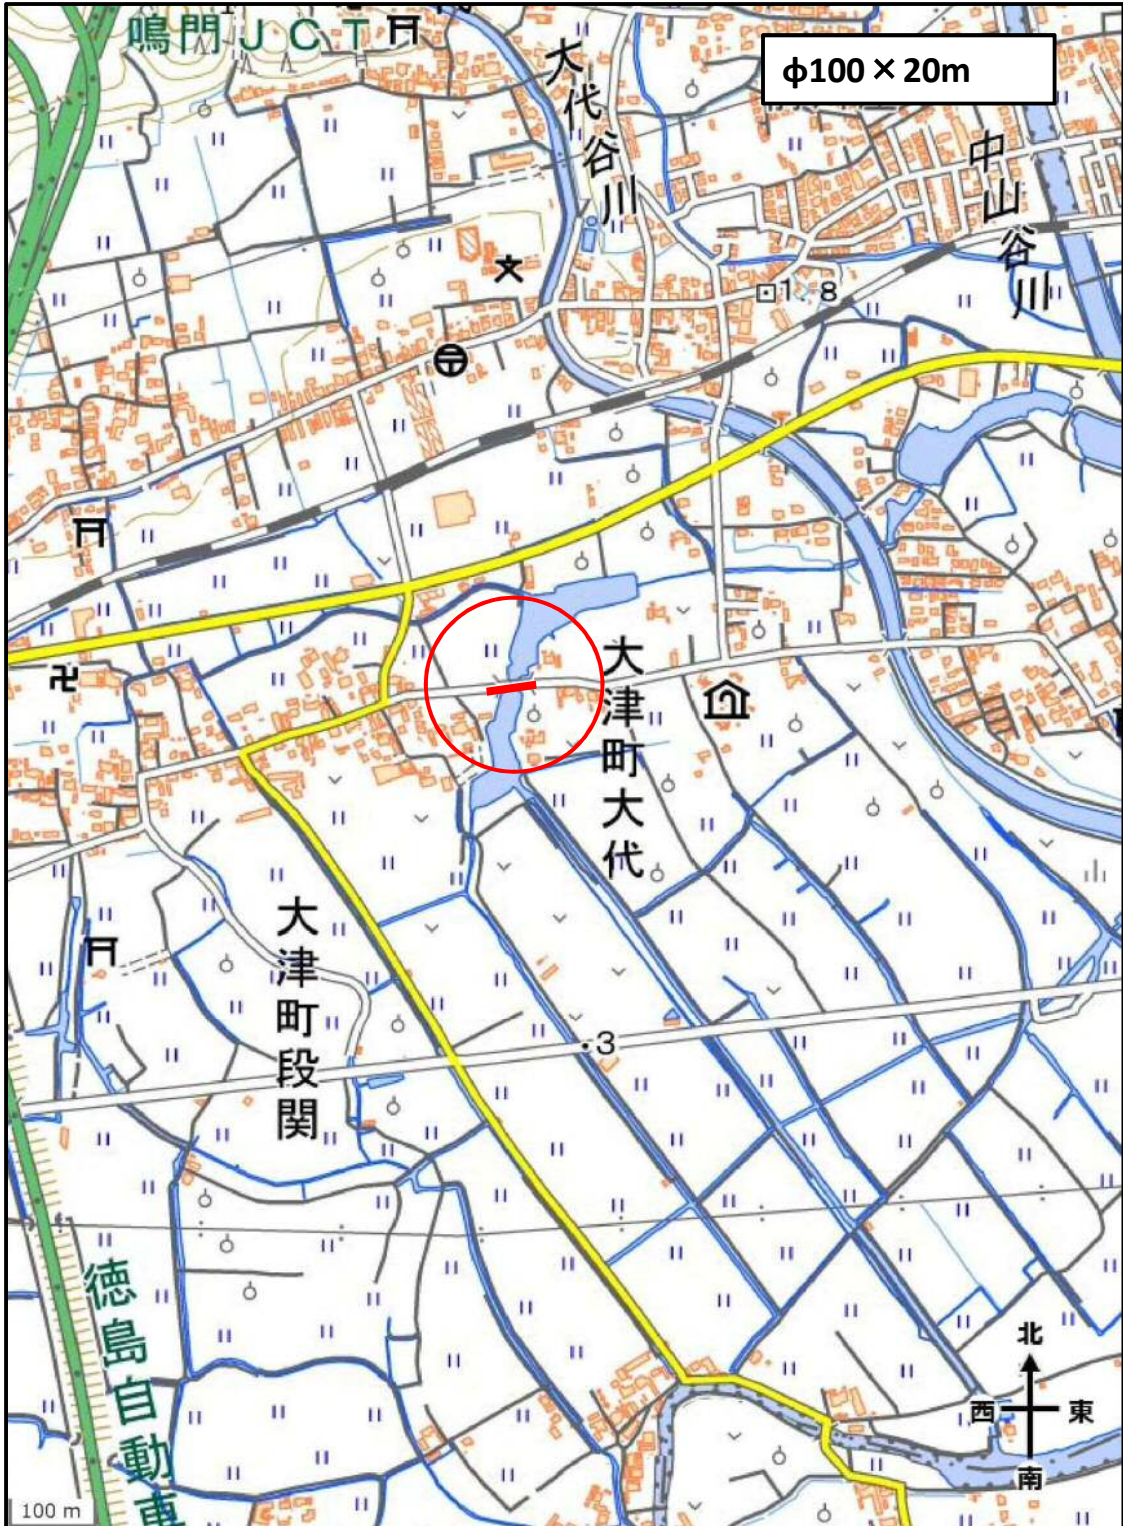 鳴門JCT
φ100×20m
大代谷川
中山谷川
1.8
大津町大代
大津町段関
・3
徳島自動車
北
西
東
南
100 m